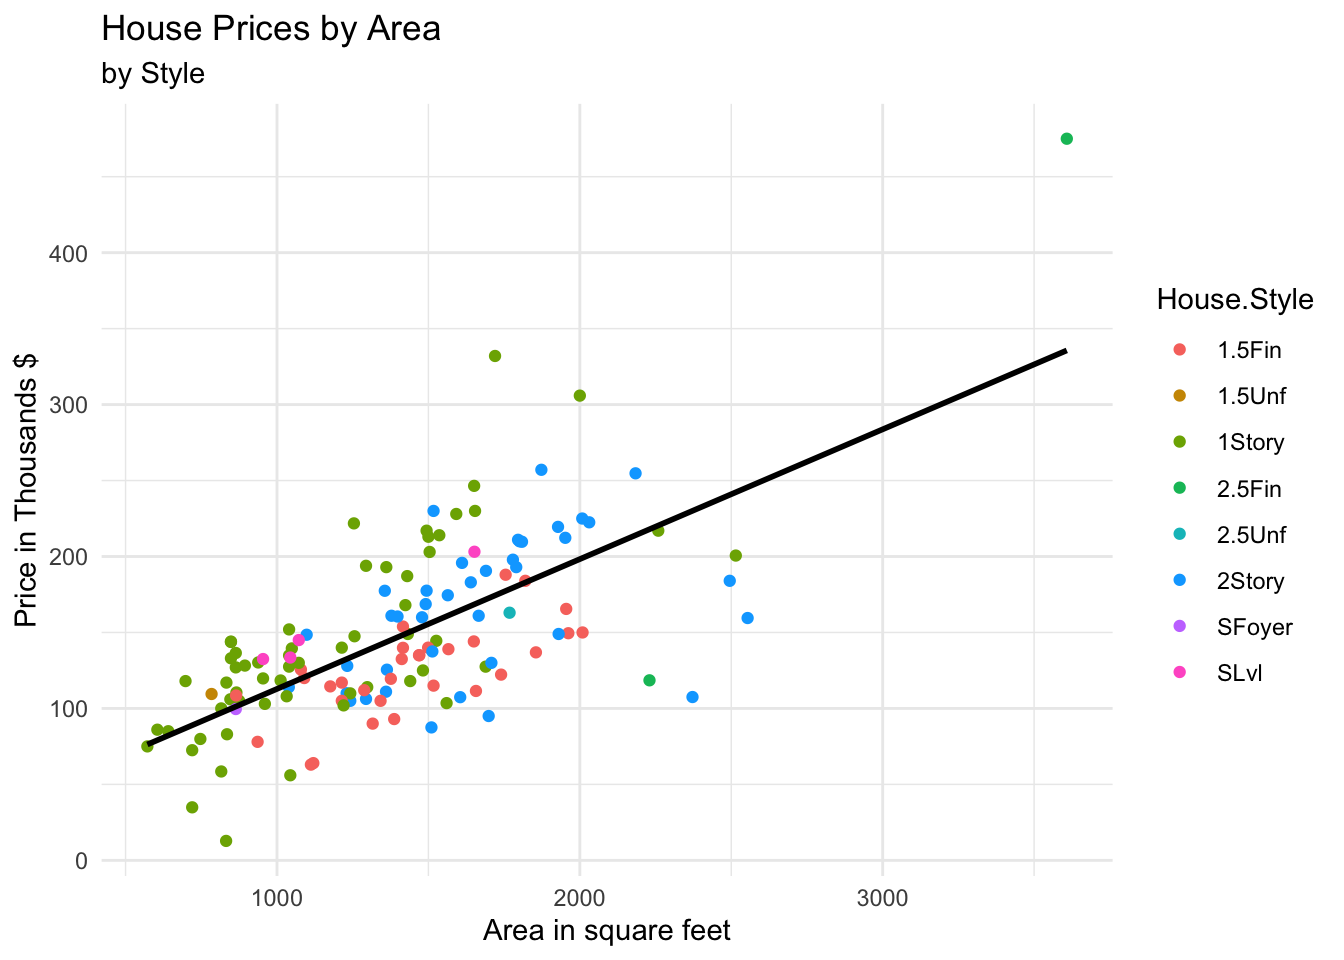 House Prices by Area
by Style
Price in Thousands $
400
300
200
100
0
1000 2000 3000
Area in square feet
House.Style
1.5Fin
1.5Unf
1Story
2.5Fin
2.5Unf
2Story
SFoyer
SLvl